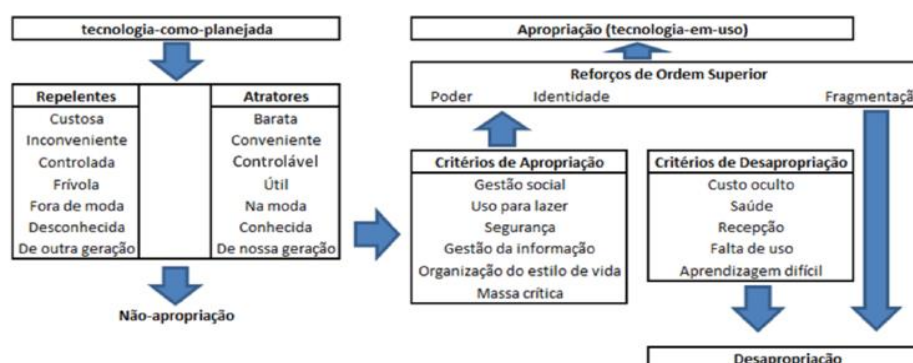 tecnologia-como-planejada
Repelentes
Custosa
Inconveniente
Controlada
Frívola
Fora de moda
Desconhecida
De outra geração
Atratores
Barata
Conveniente
Controlável
Útil
Na moda
Conhecida
De nossa geração
Não-apropriação
Apropriação (tecnologia-em-uso)
Reforços de Ordem Superior
Poder Identidade Fragmentaçã
Critérios de Apropriação
Gestão social
Uso para lazer
Segurança
Gestão da informação
Organização do estilo de vida
Massa crítica
Critérios de Desapropriação
Custo oculto
Saúde
Recepção
Falta de uso
Aprendizagem difícil
Desapropriação